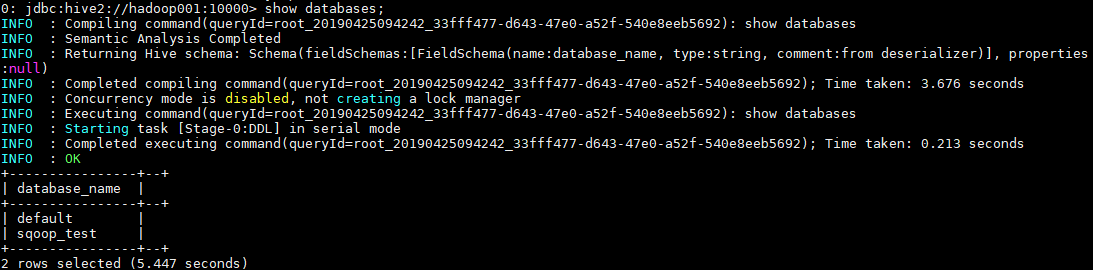 0: jdbc:hive2://hadoop001:10000> show databases;
INFO  : Compiling command(queryId=root_20190425094242_33fff477-d643-47e0-a52f-540e8eeb5692): show databases
INFO  : Semantic Analysis Completed
INFO  : Returning Hive schema: Schema(fieldSchemas:[FieldSchema(name:database_name, type:string, comment:from deserializer)], properties
:null)
INFO  : Completed compiling command(queryId=root_20190425094242_33fff477-d643-47e0-a52f-540e8eeb5692); Time taken: 3.676 seconds
INFO  : Concurrency mode is disabled, not creating a lock manager
INFO  : Executing command(queryId=root_20190425094242_33fff477-d643-47e0-a52f-540e8eeb5692): show databases
INFO  : Starting task [Stage-0:DDL] in serial mode
INFO  : Completed executing command(queryId=root_20190425094242_33fff477-d643-47e0-a52f-540e8eeb5692); Time taken: 0.213 seconds
INFO  : OK
+----------------+--+
| database_name  |
+----------------+--+
| default        |
| sqoop_test     |
+----------------+--+
2 rows selected (5.447 seconds)